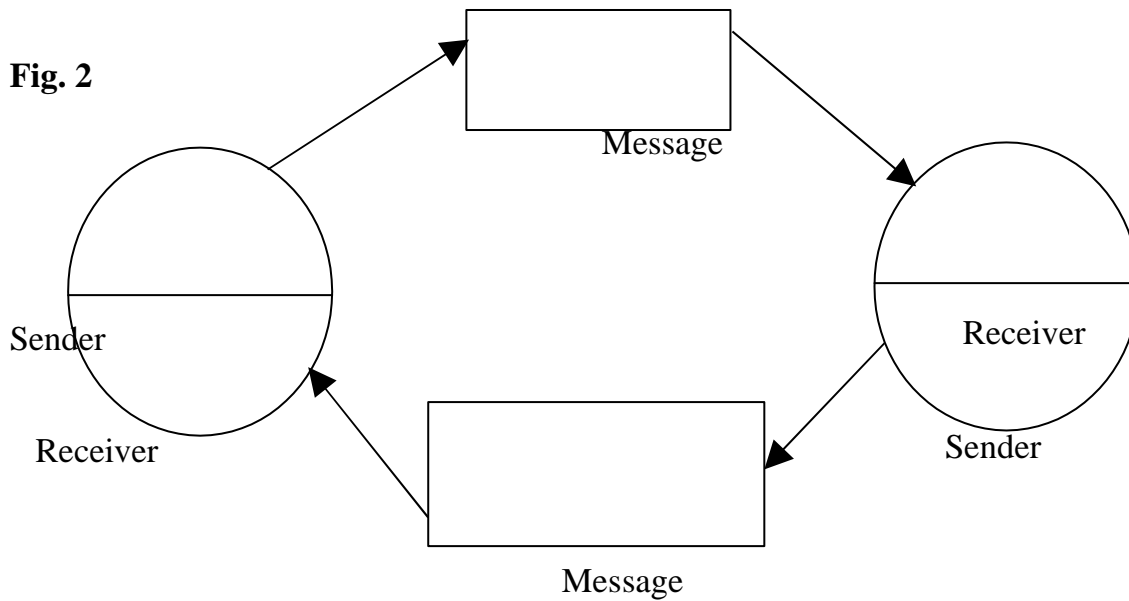 Fig. 2
Message
Sender
Receiver
Receiver
Sender
Message